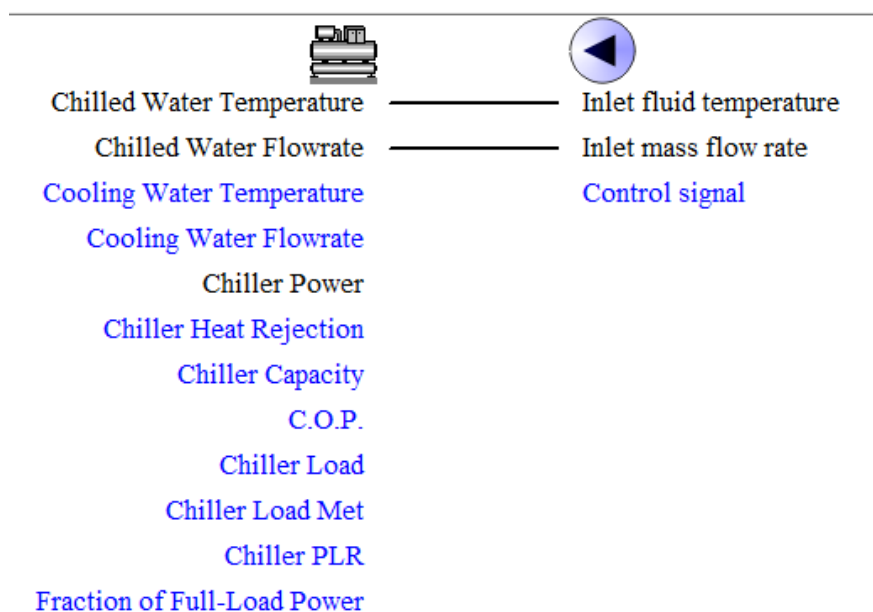 Chilled Water Temperature Inlet fluid temperature
Chilled Water Flowrate Inlet mass flow rate
Cooling Water Temperature Control signal
Cooling Water Flowrate
Chiller Power
Chiller Heat Rejection
Chiller Capacity
C.O.P.
Chiller Load
Chiller Load Met
Chiller PLR
Fraction of Full-Load Power